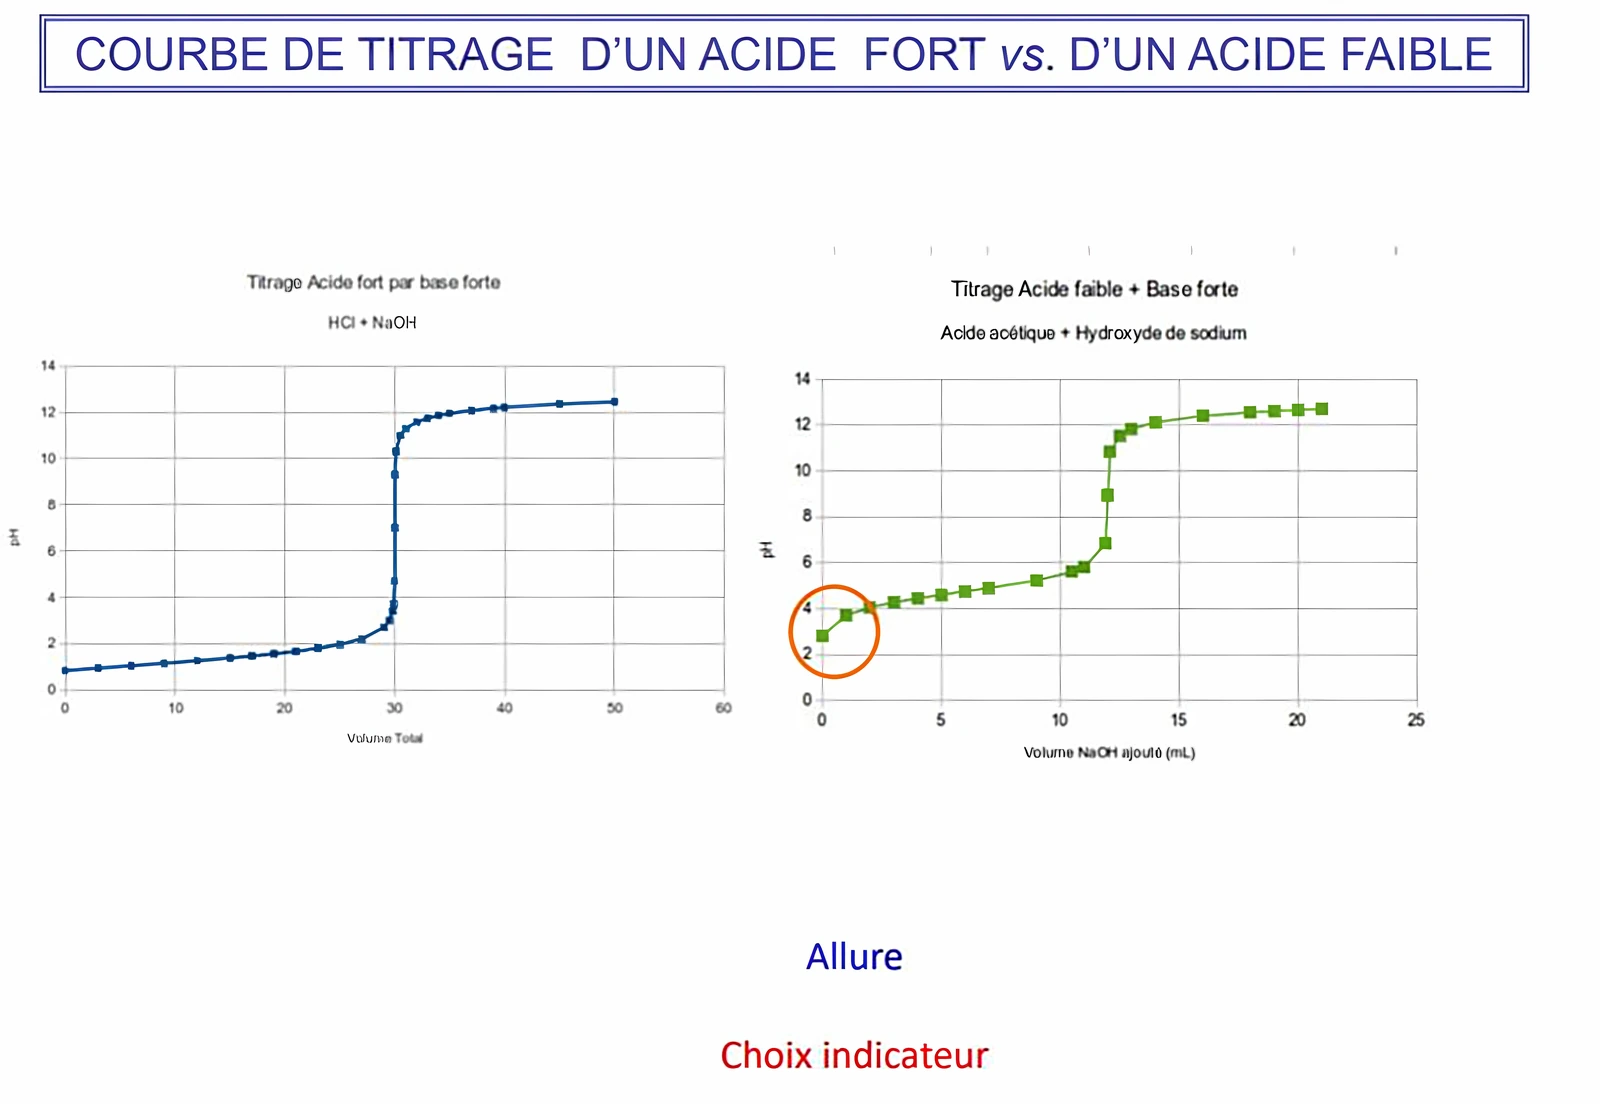 COURBE DE TITRAGE D'UN ACIDE FORT vs. D'UN ACIDE FAIBLE
Titrage Acide fort par base forte
HCl + NaOH
14
12
10
8
6
4
2
0
pH
0 10 20 30 40 50 60
Volume Total
Titrage Acide faible + Base forte
Acide acétique + Hydroxyde de sodium
14
12
10
8
6
4
2
0
pH
0 5 10 15 20 25
Volume NaOH ajouté (mL)
Allure
Choix indicateur